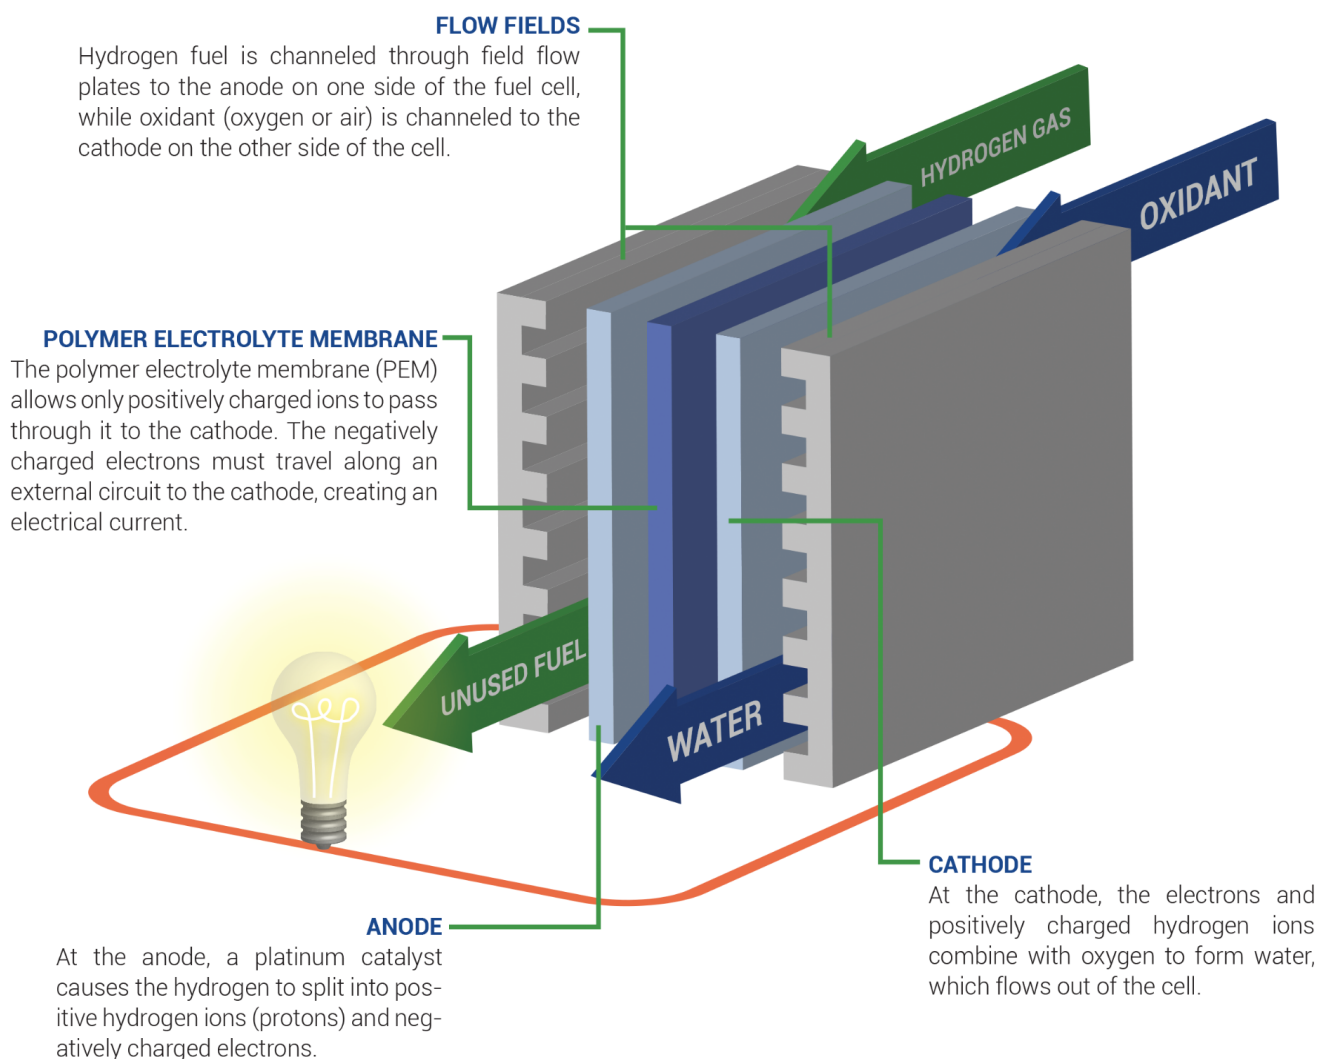 FLOW FIELDS
Hydrogen fuel is channeled through field flow
plates to the anode on one side of the fuel cell,
while oxidant (oxygen or air) is channeled to the
cathode on the other side of the cell.
HYDROGEN GAS
OXIDANT
POLYMER ELECTROLYTE MEMBRANE
The polymer electrolyte membrane (PEM)
allows only positively charged ions to pass
through it to the cathode. The negatively
charged electrons must travel along an
external circuit to the cathode, creating an
electrical current.
UNUSED FUEL
WATER
ANODE
At the anode, a platinum catalyst
causes the hydrogen to split into pos-
itive hydrogen ions (protons) and neg-
atively charged electrons.
CATHODE
At the cathode, the electrons and
positively charged hydrogen ions
combine with oxygen to form water,
which flows out of the cell.